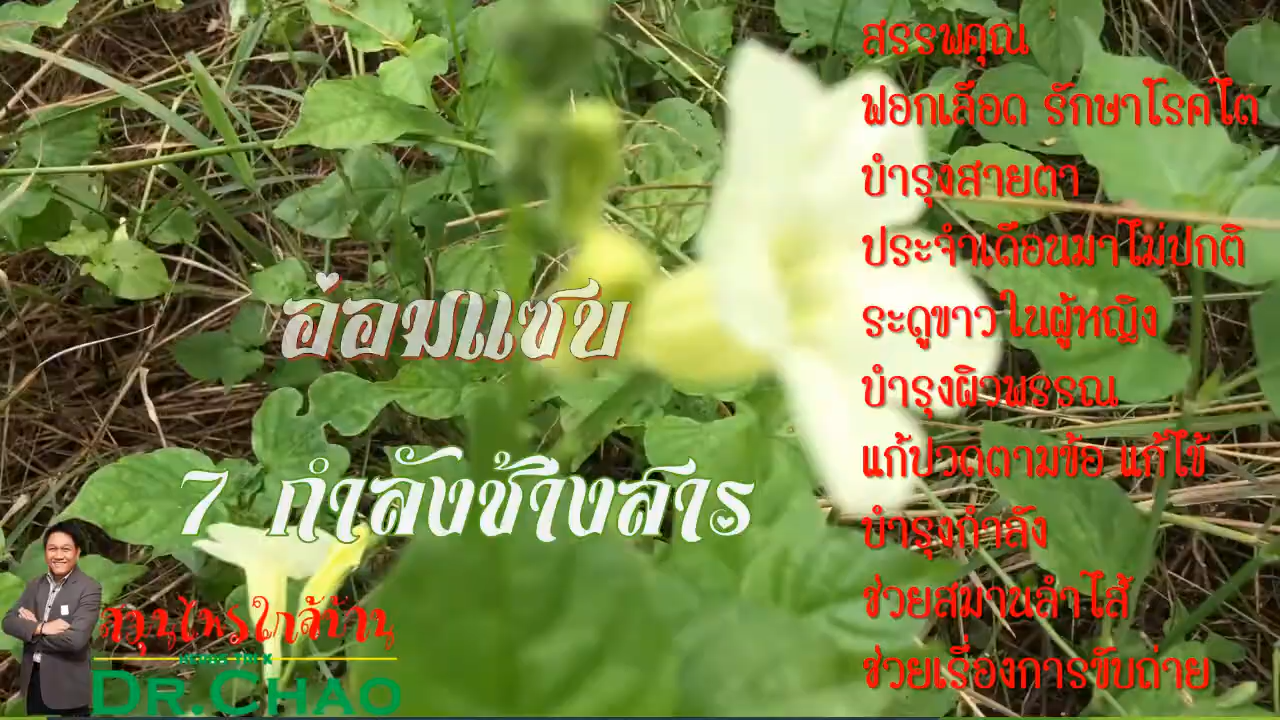 สรรพคุณ
ฟอกเลือด รักษาโรคไต
บำรุงสายตา
ประจำเดือนมาไม่ปกติ
ระดูขาว ในผู้หญิง
บำรุงผิวพรรณ
แก้ปวดตามข้อ แก้ไข้
บำรุงกำลัง
ช่วยสมานลำไส้
ช่วยเรื่องการขับถ่าย
อ่อมแซบ
7 กำลังช้างสาร
สมุนไพรใกล้บ้าน
DR.CHAO